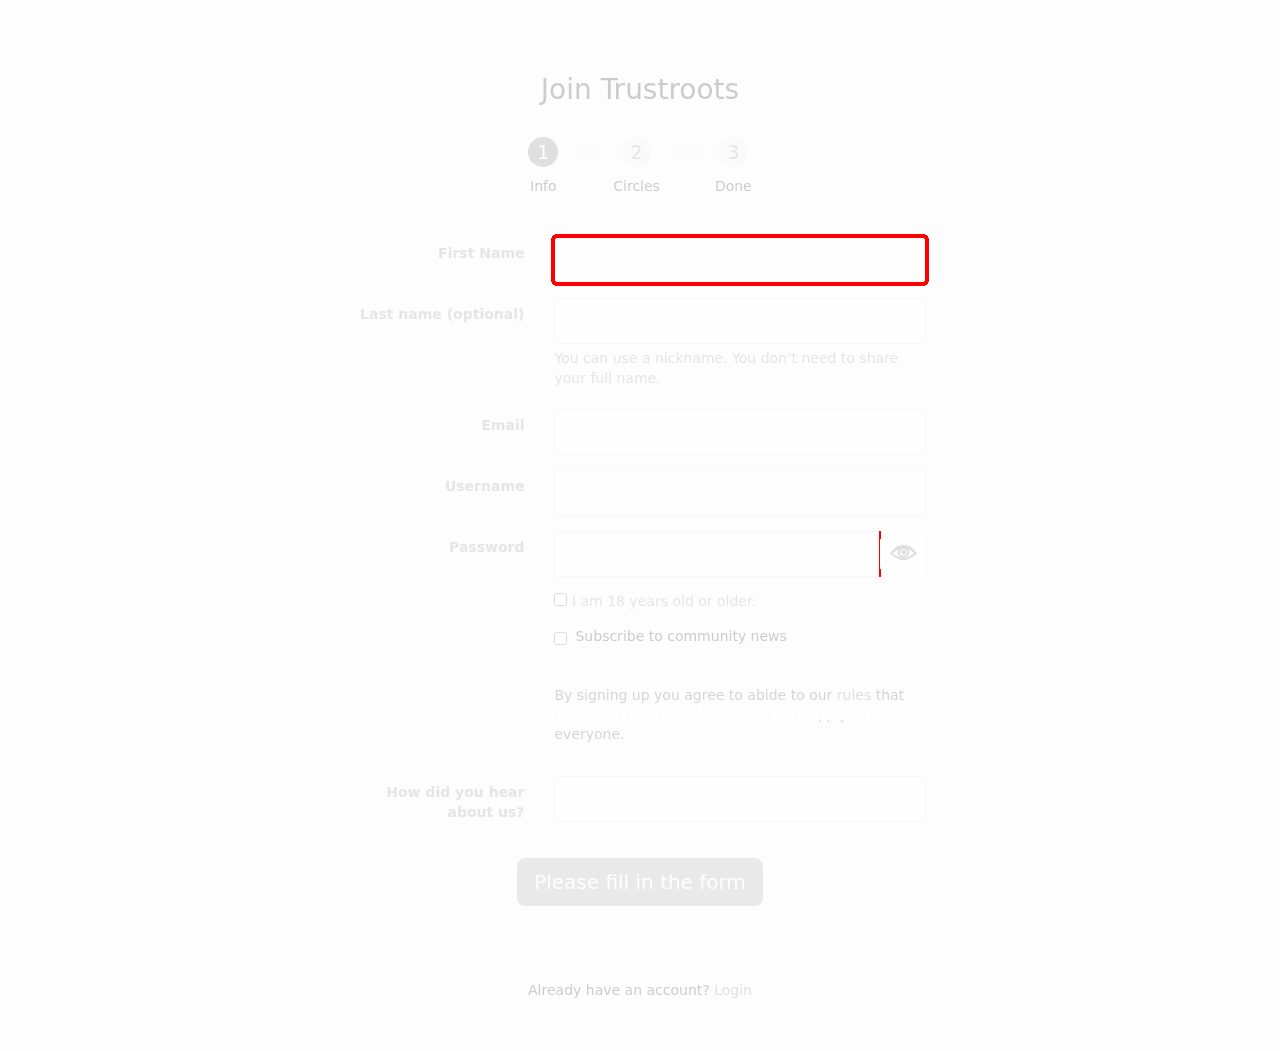 Join Trustroots
1 2 3
Info Circles Done
First Name
Last name (optional)
You can use a nickname. You don’t need to share
your full name.
Email
Username
Password
I am 18 years old or older.
Subscribe to community news
By signing up you agree to abide to our rules that
everyone.
How did you hear
about us?
Please fill in the form
Already have an account? Login